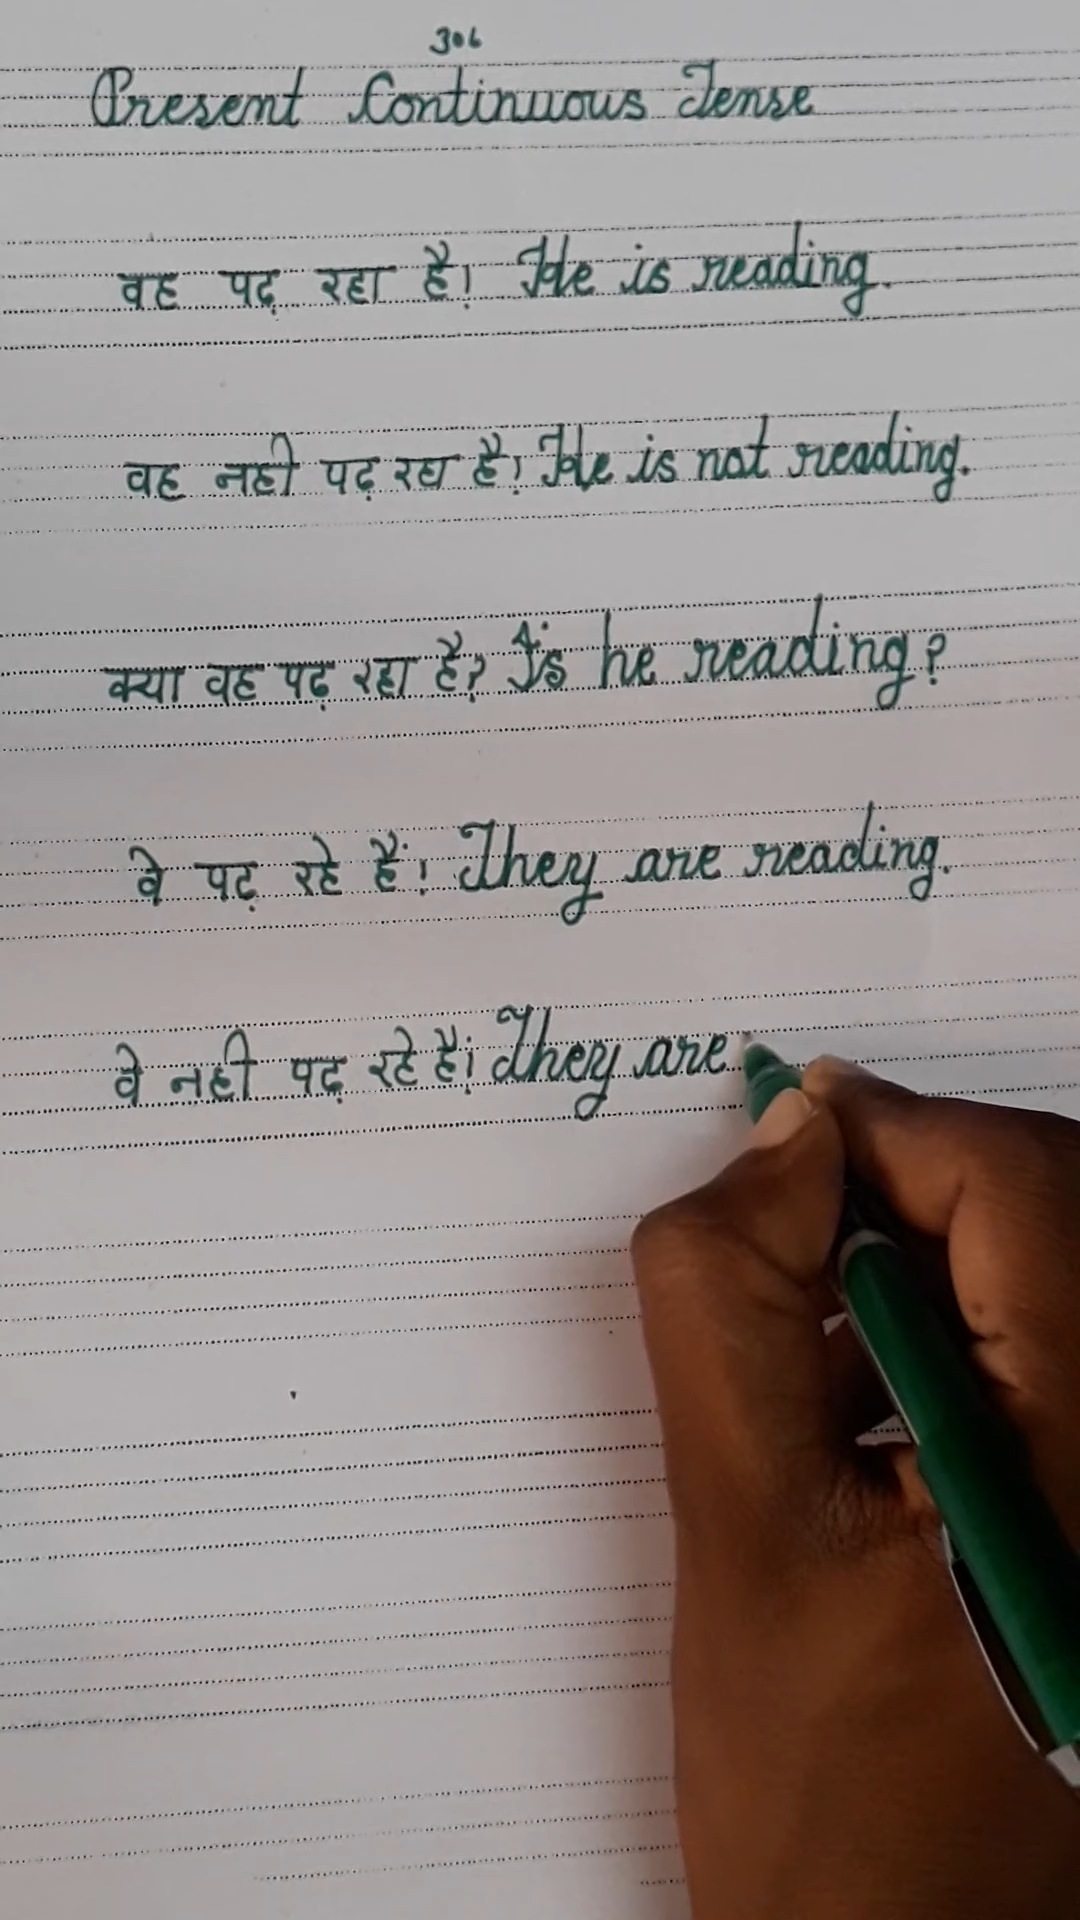 306
Present Continuous Tense
वह पढ़ रहा है। He is reading.
वह नही पढ़ रहा है। He is not reading.
क्या वह पढ़ रहा है? Is he reading?
वे पढ़ रहे हैं। They are reading.
वे नही पढ़ रहे हैं। They are